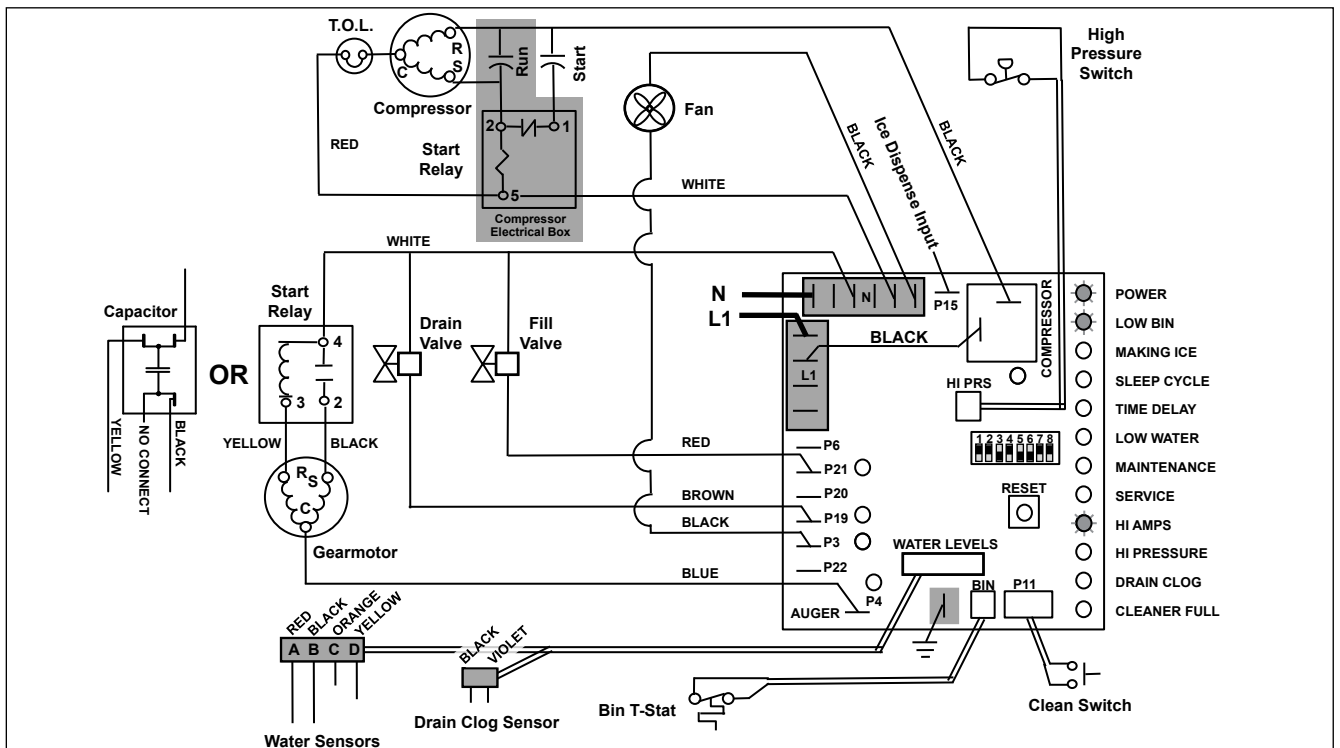 T.O.L.
R
S
C
Compressor
Run
Start
RED
Start
Relay
2
1
5
Compressor
Electrical Box
Fan
BLACK
Ice Dispense Input
BLACK
High
Pressure
Switch
WHITE
WHITE
Capacitor
YELLOW
NO CONNECT
BLACK
OR
Start
Relay
4
3
2
YELLOW
BLACK
R
S
C
Gearmotor
Drain
Valve
Fill
Valve
N
L1
N
P15
BLACK
L1
COMPRESSOR
HI PRS
1 2 3 4 5 6 7 8
RESET
POWER
LOW BIN
MAKING ICE
SLEEP CYCLE
TIME DELAY
LOW WATER
MAINTENANCE
SERVICE
HI AMPS
HI PRESSURE
DRAIN CLOG
CLEANER FULL
P6
RED
P21
P20
BROWN
P19
BLACK
P3
P22
BLUE
P4
AUGER
WATER LEVELS
BIN
P11
RED
BLACK
ORANGE
YELLOW
A B C D
Water Sensors
BLACK
VIOLET
Drain Clog Sensor
Bin T-Stat
Clean Switch